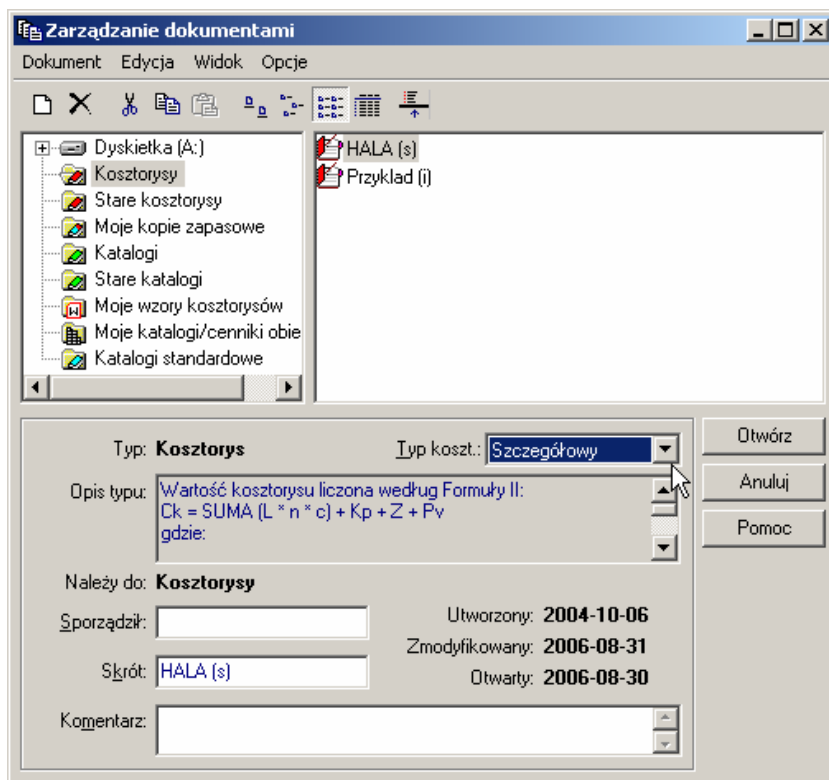 Zarządzanie dokumentami
Dokument Edycja Widok Opcje
Dyskietka (A:)
Kosztorysy
Stare kosztorysy
Moje kopie zapasowe
Katalogi
Stare katalogi
Moje wzory kosztorysów
Moje katalogi/cenniki obie
Katalogi standardowe
HALA (s)
Przyklad (i)
Typ: Kosztorys Typ koszt.: Szczegółowy
Opis typu: Wartość kosztorysu liczona według Formuły II:
Ck = SUMA (L * n * c) + Kp + Z + Pv
gdzie:
Należy do: Kosztorysy
Sporządził:
Utworzony: 2004-10-06
Zmodyfikowany: 2006-08-31
Skrót: HALA (s)
Otwarty: 2006-08-30
Komentarz:
Otwórz
Anuluj
Pomoc